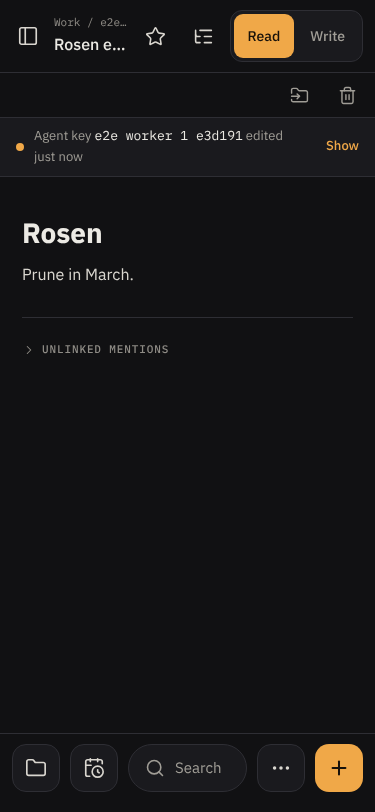 Work / e2e…
Rosen e…
Read
Write
Agent key e2e worker 1 e3d191 edited
just now
Show
Rosen
Prune in March.
UNLINKED MENTIONS
Search